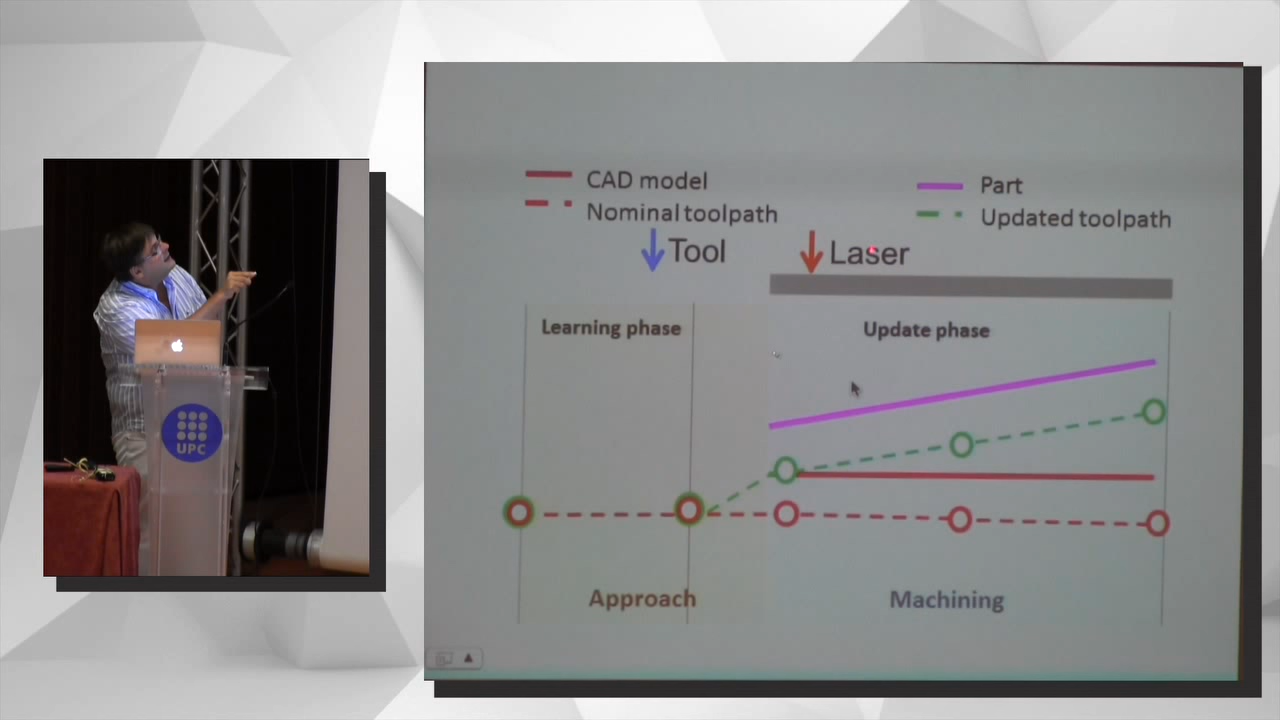 CAD model
Nominal toolpath
Part
Updated toolpath
Tool
Laser
Learning phase
Update phase
Approach
Machining
UPC